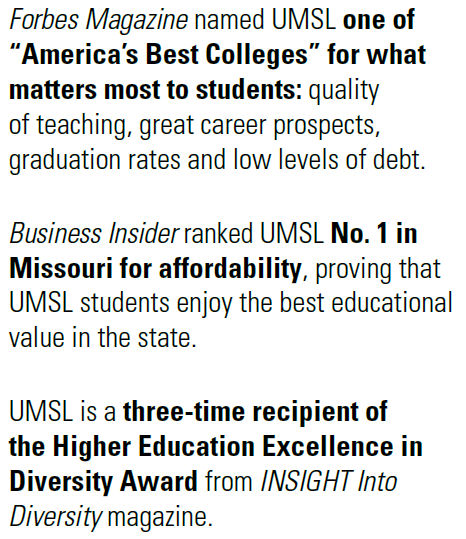 Forbes Magazine named UMSL one of
“America’s Best Colleges” for what
matters most to students: quality
of teaching, great career prospects,
graduation rates and low levels of debt.
Business Insider ranked UMSL No. 1 in
Missouri for affordability, proving that
UMSL students enjoy the best educational
value in the state.
UMSL is a three-time recipient of
the Higher Education Excellence in
Diversity Award from INSIGHT Into
Diversity magazine.